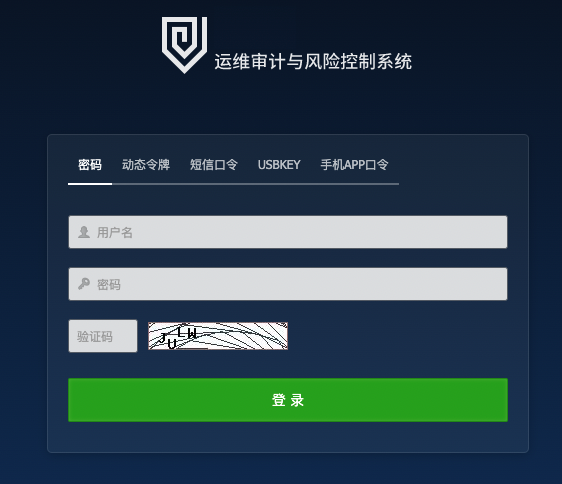 运维审计与风险控制系统
密码 动态令牌 短信口令 USBKEY 手机APP口令
用户名
密码
验证码 JULW
登 录